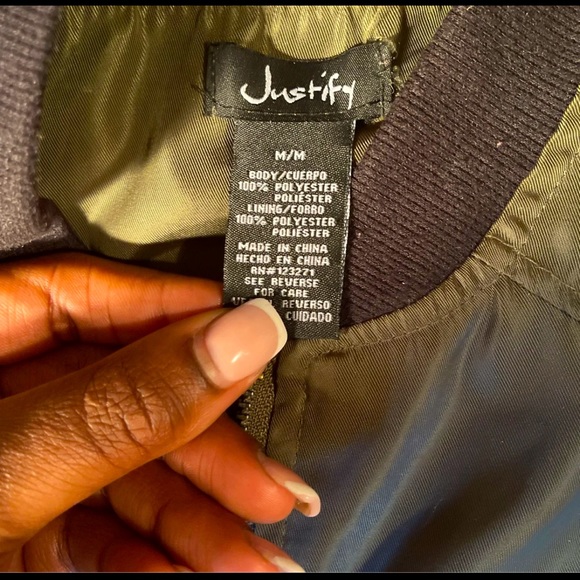 Justify
M/M
BODY/CUERPO
100% POLYESTER
POLIÉSTER
LINING/FORRO
100% POLYESTER
POLIÉSTER
MADE IN CHINA
HECHO EN CHINA
RN#123271
SEE REVERSE
FOR CARE
REVERSO
CUIDADO